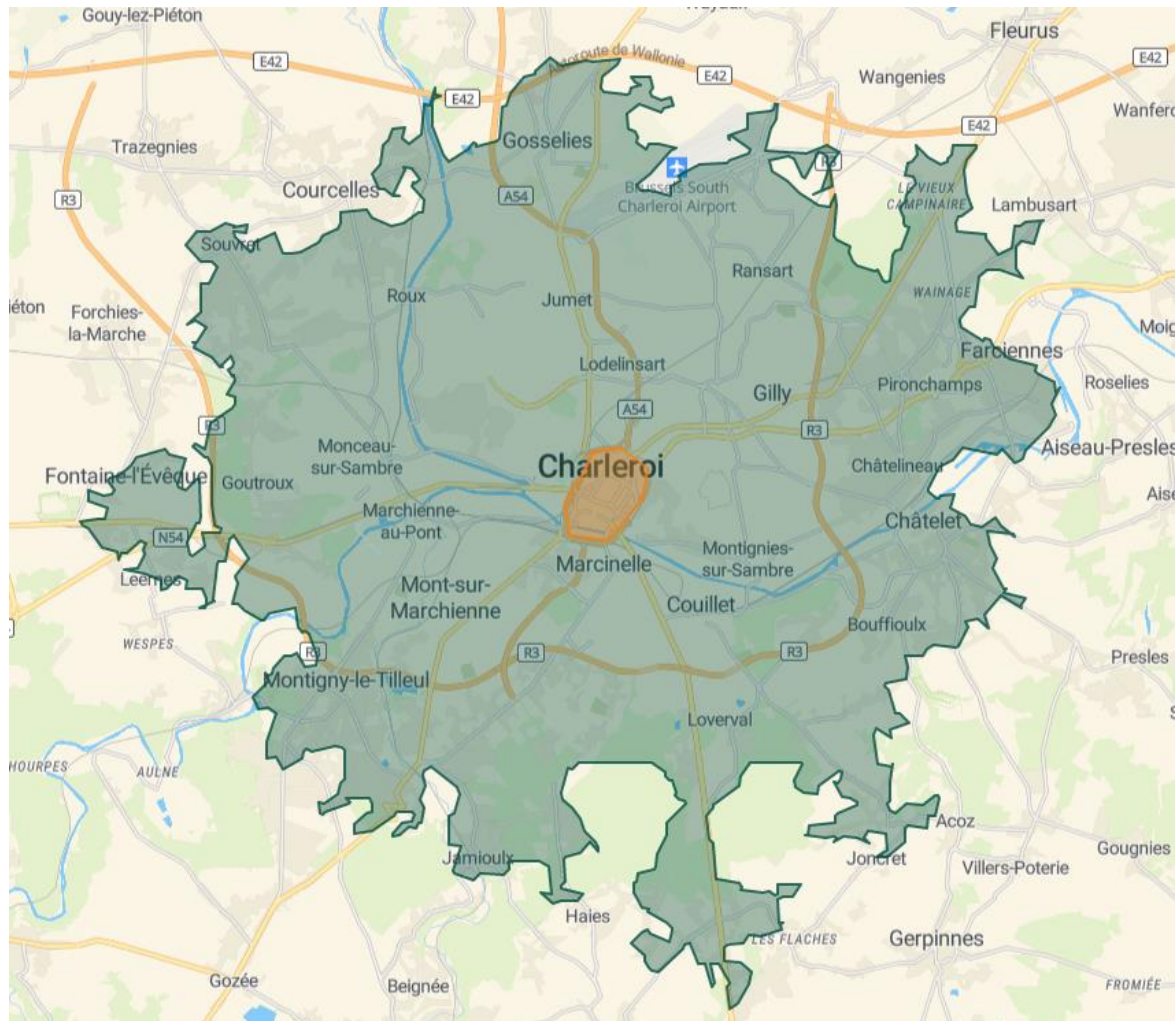 Gouy-lez-Piéton
Fleurus
Autoroute de Wallonie
E42
E42
E42
E42
E42
Wangenies
Trazegnies
Gosselies
R3
R3
Courcelles
A54
Brussels South
Charleroi Airport
LE VIEUX
CAMPINAIRE
Lambusart
Souvret
Ransart
Roux
Jumet
WAINAGE
Forchies-
la-Marche
Lodelinsart
Farciennes
Gilly
Pironchamps
Roselies
A54
R3
R3
Monceau-
sur-Sambre
Charleroi
Aiseau-Presles
Fontaine-l'Évêque
Goutroux
Châtelineau
Marchienne-
au-Pont
Châtelet
N54
Marcinelle
Montignies-
sur-Sambre
Leernes
Mont-sur-
Marchienne
Couillet
Bouffioulx
WESPES
R3
R3
R3
Presles
Montigny-le-Tilleul
Loverval
HOURPES
AULNE
Acoz
Jamioulx
Joncret
Villers-Poterie
Gougnies
Haies
LES FLACHES
Gerpinnes
Gozée
Beignée
FROMIÉE